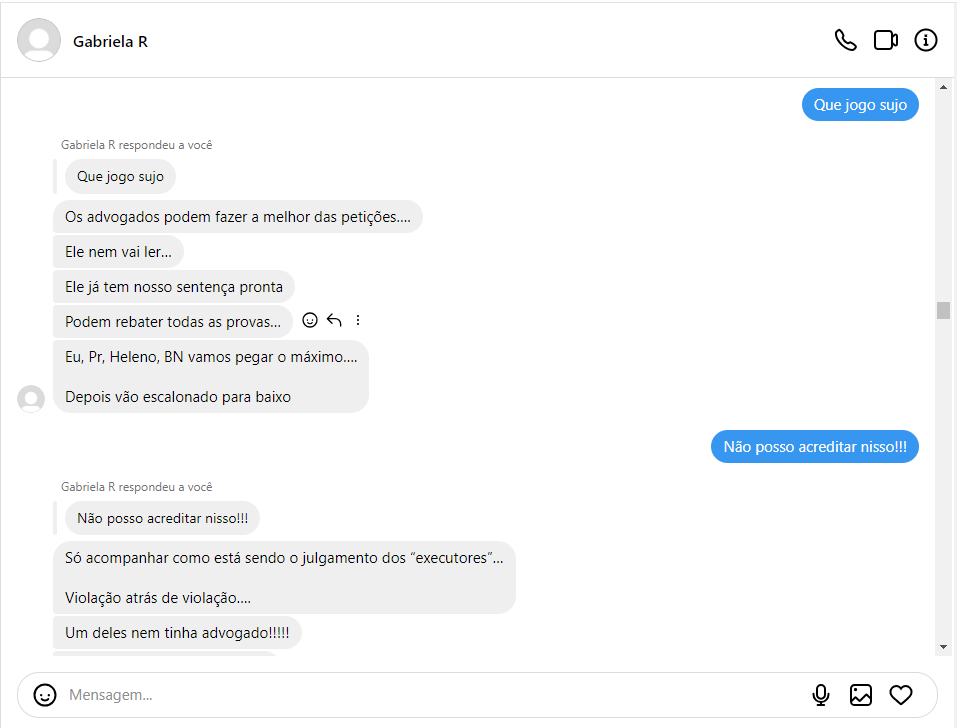 Gabriela R
Que jogo sujo
Gabriela R respondeu a você
Que jogo sujo
Os advogados podem fazer a melhor das petições....
Ele nem vai ler...
Ele já tem nosso sentença pronta
Podem rebater todas as provas...
Eu, Pr, Heleno, BN vamos pegar o máximo....
Depois vão escalonado para baixo
Não posso acreditar nisso!!!
Gabriela R respondeu a você
Não posso acreditar nisso!!!
Só acompanhar como está sendo o julgamento dos “executores”...
Violação atrás de violação....
Um deles nem tinha advogado!!!!!
Mensagem...